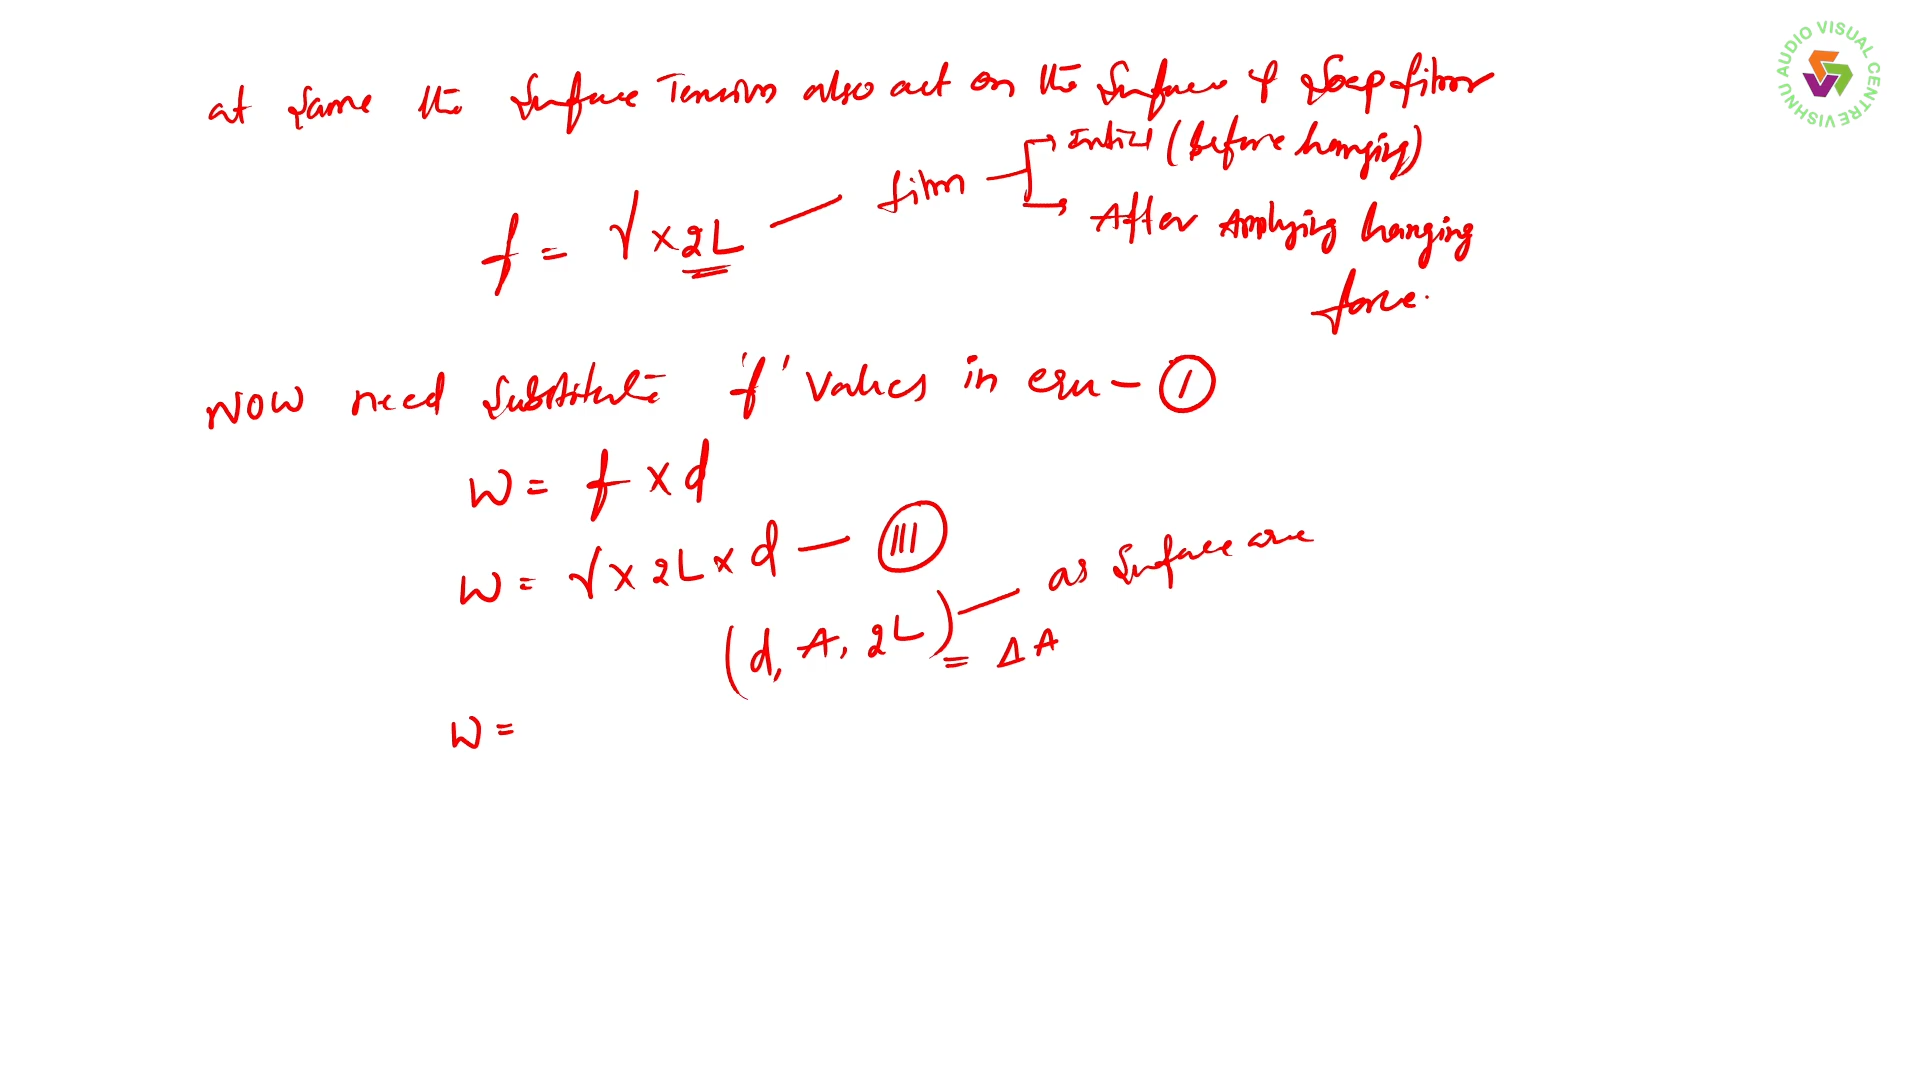 at same the surface Tension also act on the surface of soap film
film
Initial (before hanging)
After Applying hanging
force.
f = γ × 2L
Now need substitute 'f' values in eqn - I
W = f × d
W = γ × 2L × d — III
as surface are
(d, A, 2L) = ΔA
W =
AUDIO VISUAL CENTRE VISHNU